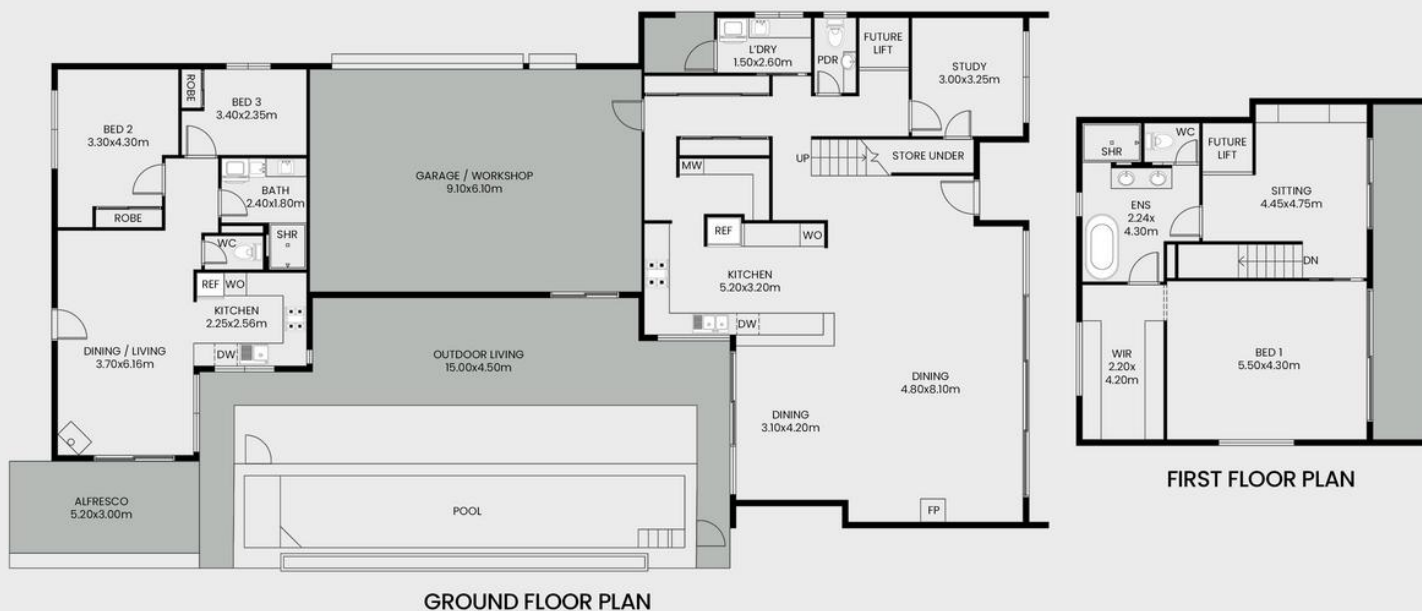 L'DRY
1.50x2.60m
PDR
FUTURE
LIFT
STUDY
3.00x3.25m
ROBE
BED 3
3.40x2.35m
BED 2
3.30x4.30m
ROBE
BATH
2.40x1.80m
WC
SHR
REF
WO
KITCHEN
2.25x2.56m
DW
DINING / LIVING
3.70x6.16m
GARAGE / WORKSHOP
9.10x6.10m
MW
UP
STORE UNDER
REF
WO
KITCHEN
5.20x3.20m
DW
OUTDOOR LIVING
15.00x4.50m
DINING
4.80x8.10m
DINING
3.10x4.20m
ALFRESCO
5.20x3.00m
POOL
FP
GROUND FLOOR PLAN
SHR
WC
FUTURE
LIFT
SITTING
4.45x4.75m
ENS
2.24x
4.30m
DN
WIR
2.20x
4.20m
BED 1
5.50x4.30m
FIRST FLOOR PLAN